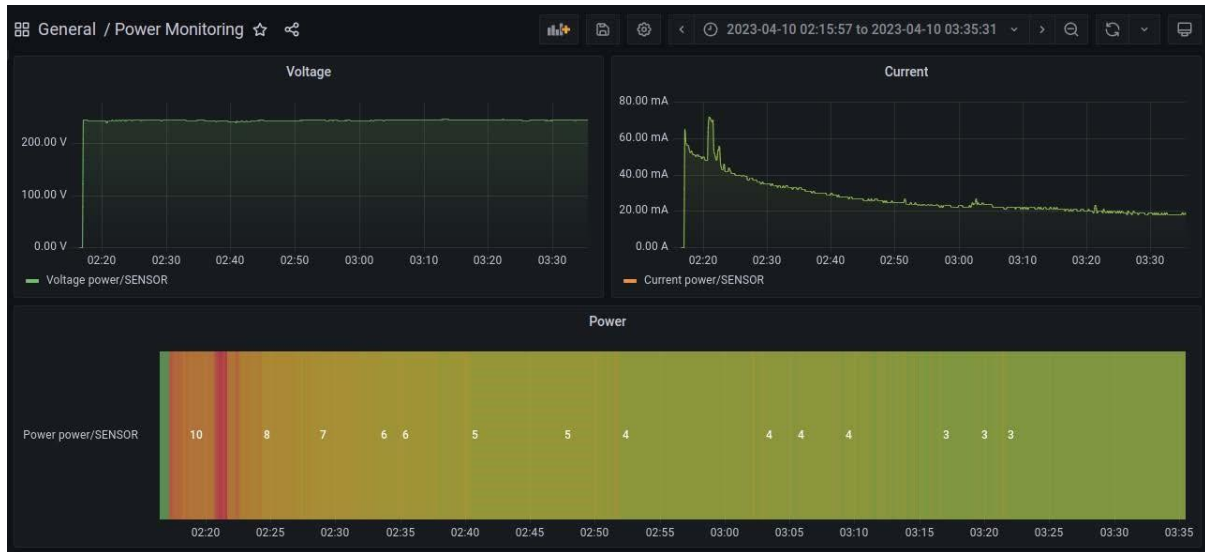 General / Power Monitoring
2023-04-10 02:15:57 to 2023-04-10 03:35:31
Voltage
200.00 V
100.00 V
0.00 V
02:20 02:30 02:40 02:50 03:00 03:10 03:20 03:30
Voltage power/SENSOR
Current
80.00 mA
60.00 mA
40.00 mA
20.00 mA
0.00 A
02:20 02:30 02:40 02:50 03:00 03:10 03:20 03:30
Current power/SENSOR
Power
Power power/SENSOR 10 8 7 6 6 5 5 4 4 4 4 3 3 3
02:20 02:25 02:30 02:35 02:40 02:45 02:50 02:55 03:00 03:05 03:10 03:15 03:20 03:25 03:30 03:35